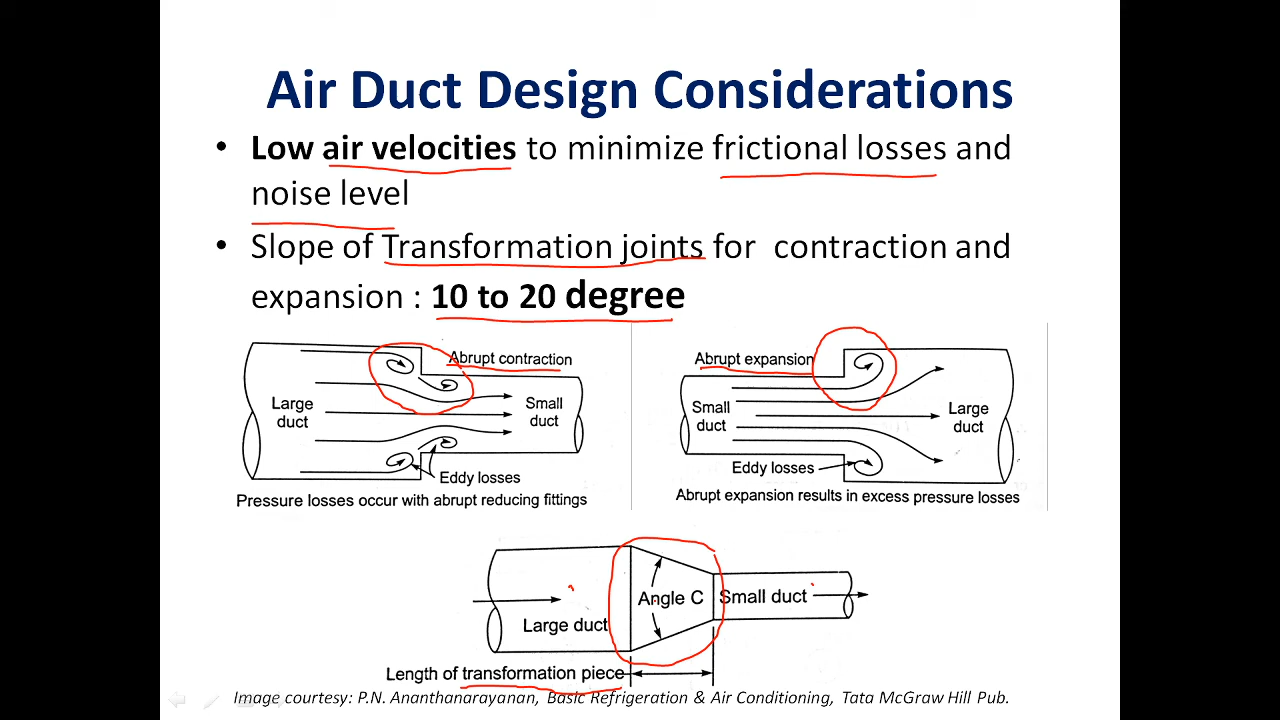 Air Duct Design Considerations
• Low air velocities to minimize frictional losses and
noise level
• Slope of Transformation joints for contraction and
expansion : 10 to 20 degree
Abrupt contraction
Large
duct
Small
duct
Eddy losses
Pressure losses occur with abrupt reducing fittings
Abrupt expansion
Small
duct
Large
duct
Eddy losses
Abrupt expansion results in excess pressure losses
Angle C
Small duct
Large duct
Length of transformation piece
Image courtesy: P.N. Ananthanarayanan, Basic Refrigeration & Air Conditioning, Tata McGraw Hill Pub.